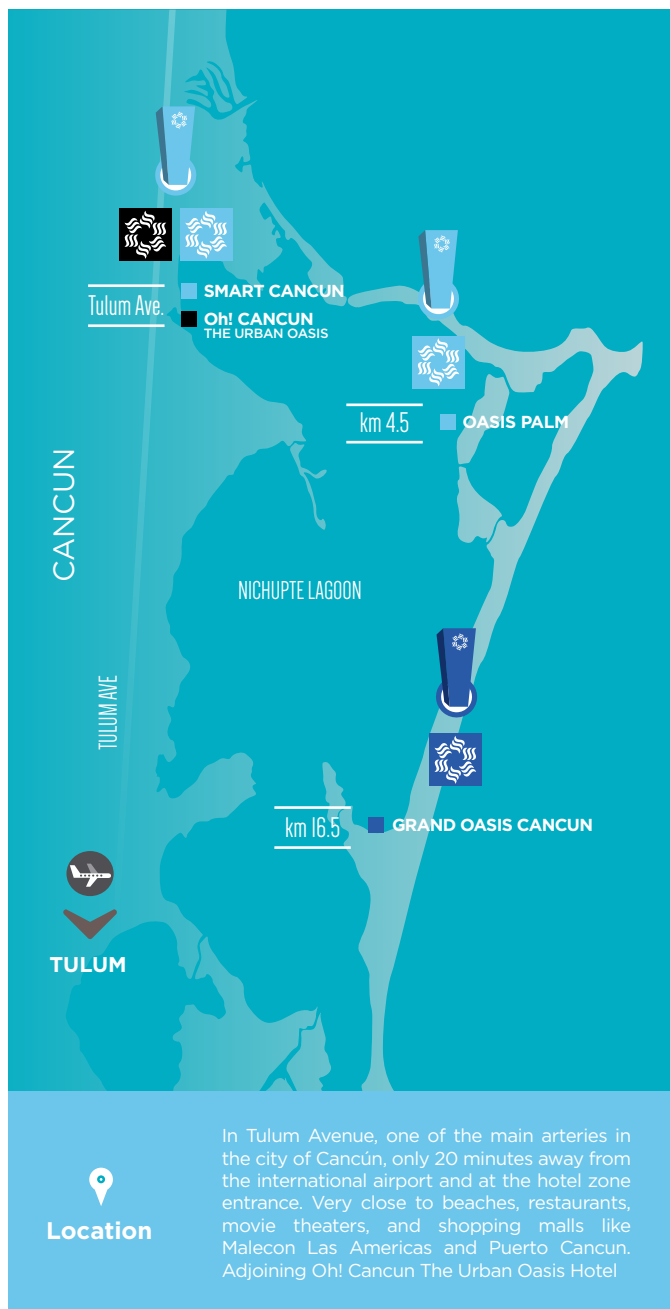 Tulum Ave.
SMART CANCUN
Oh! CANCUN
THE URBAN OASIS
km 4.5
OASIS PALM
CANCUN
NICHUPTE LAGOON
TULUM AVE
km 16.5
GRAND OASIS CANCUN
TULUM
Location
In Tulum Avenue, one of the main arteries in
the city of Cancún, only 20 minutes away from
the international airport and at the hotel zone
entrance. Very close to beaches, restaurants,
movie theaters, and shopping malls like
Malecon Las Americas and Puerto Cancun.
Adjoining Oh! Cancun The Urban Oasis Hotel